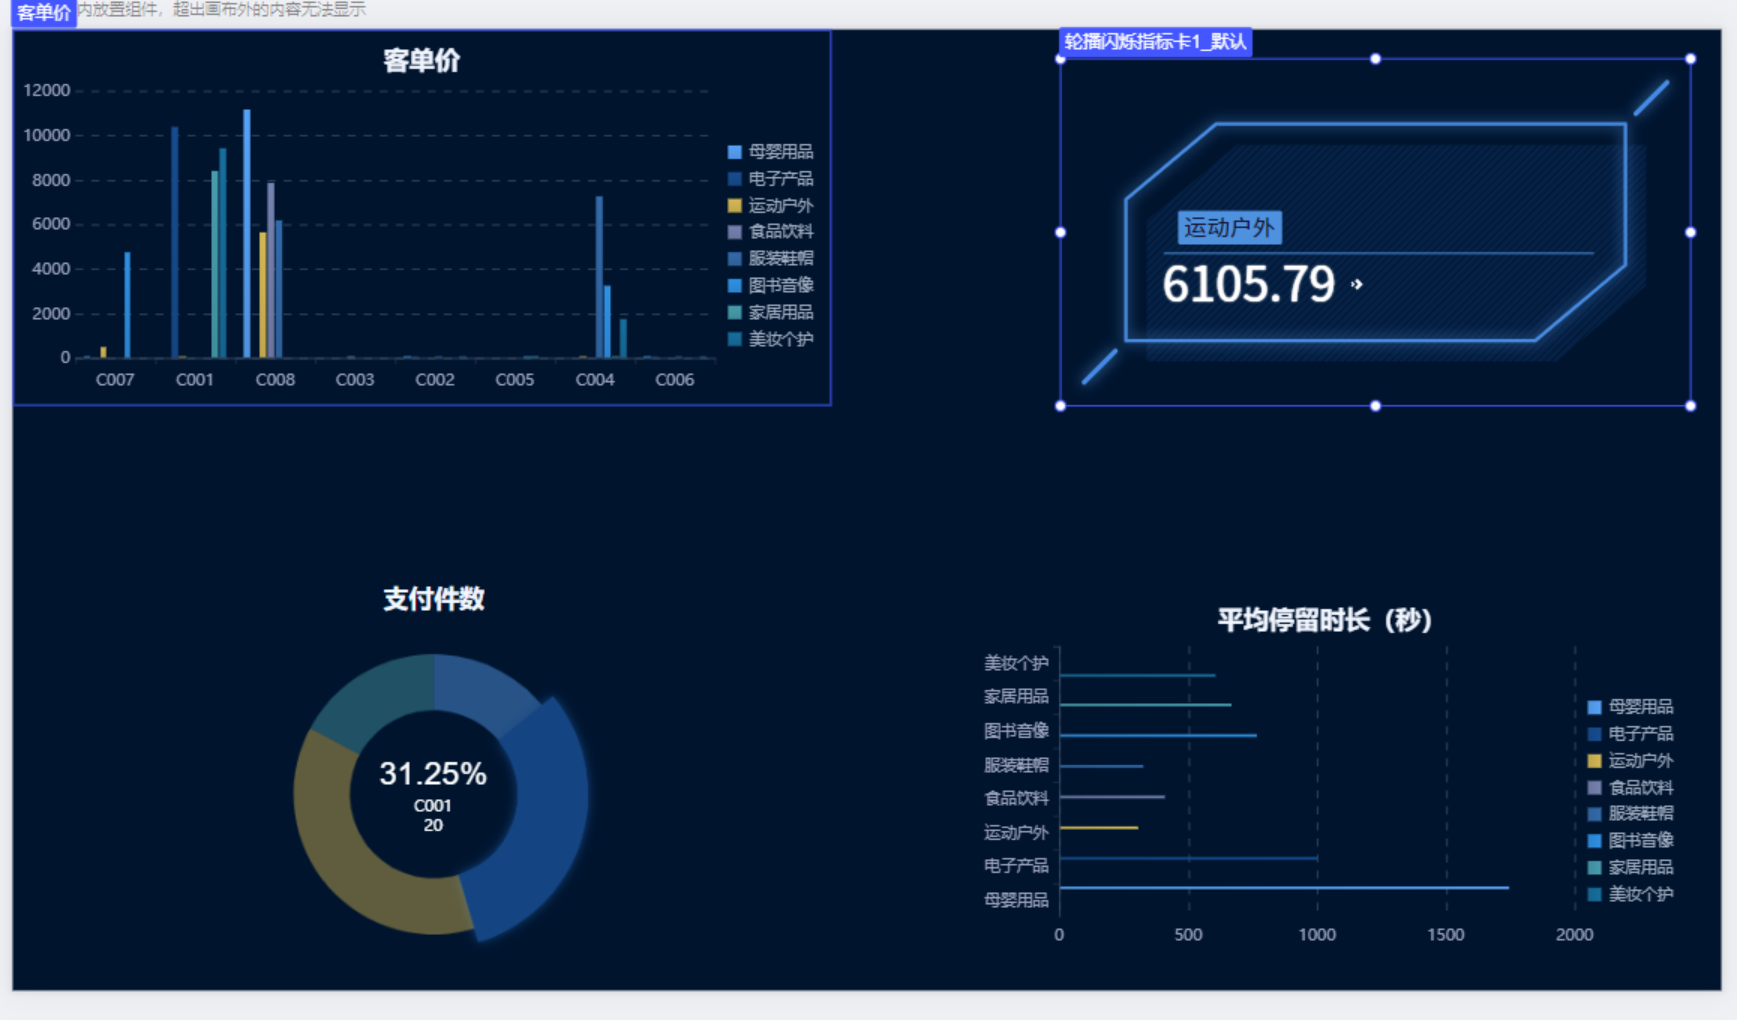 客单价 内放置组件，超出画布外的内容无法显示
客单价
12000
10000
8000
6000
4000
2000
0
C007 C001 C008 C003 C002 C005 C004 C006
母婴用品
电子产品
运动户外
食品饮料
服装鞋帽
图书音像
家居用品
美妆个护
轮播闪烁指标卡1_默认
运动户外
6105.79
支付件数
31.25%
C001
20
平均停留时长（秒）
美妆个护
家居用品
图书音像
服装鞋帽
食品饮料
运动户外
电子产品
母婴用品
0 500 1000 1500 2000
母婴用品
电子产品
运动户外
食品饮料
服装鞋帽
图书音像
家居用品
美妆个护